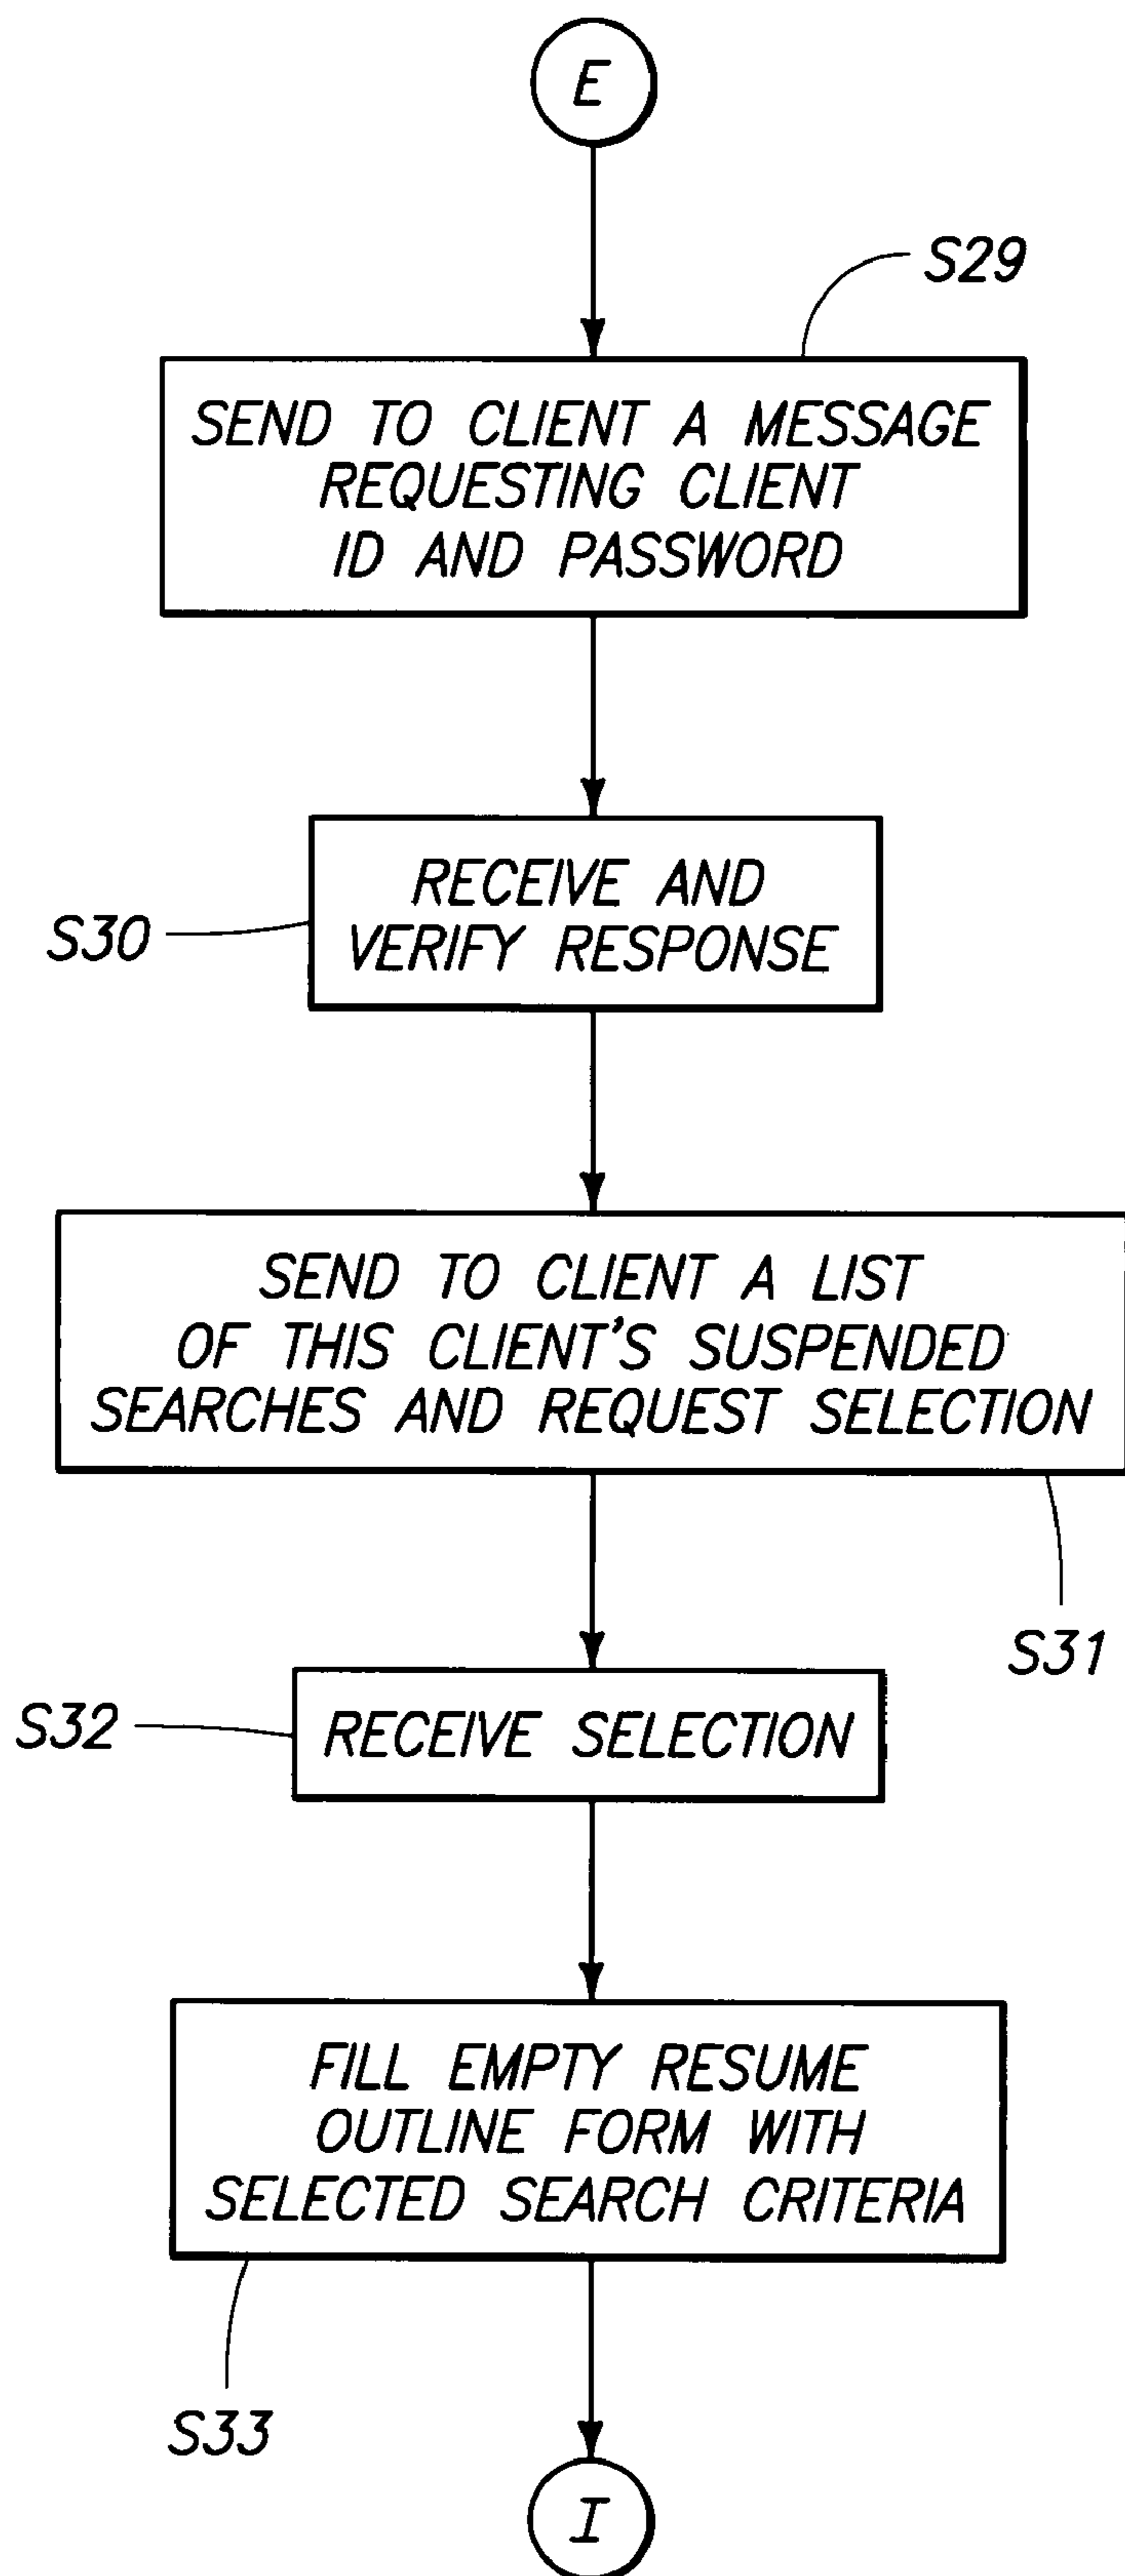 E
S29
SEND TO CLIENT A MESSAGE
REQUESTING CLIENT
ID AND PASSWORD
S30
RECEIVE AND
VERIFY RESPONSE
SEND TO CLIENT A LIST
OF THIS CLIENT'S SUSPENDED
SEARCHES AND REQUEST SELECTION
S31
S32
RECEIVE SELECTION
FILL EMPTY RESUME
OUTLINE FORM WITH
SELECTED SEARCH CRITERIA
S33
I